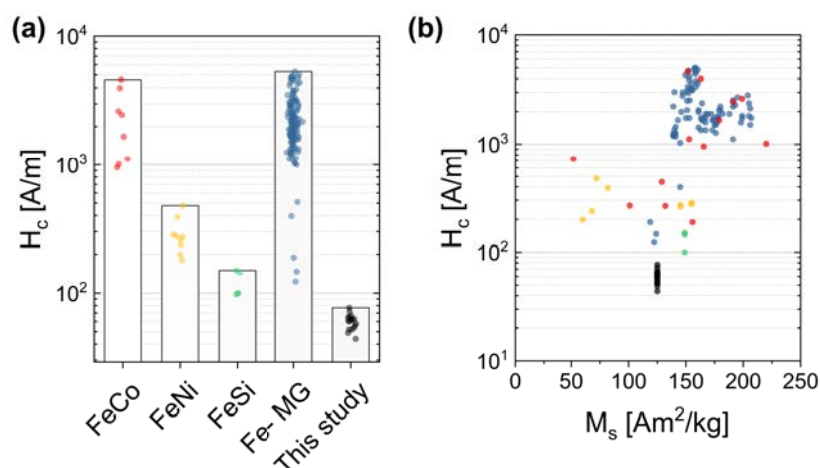 (a)
10⁴
10³
10²
H_c [A/m]
FeCo
FeNi
FeSi
Fe- MG
This study
(b)
10⁴
10³
10²
10¹
H_c [A/m]
0
50
100
150
200
250
M_s [Am²/kg]